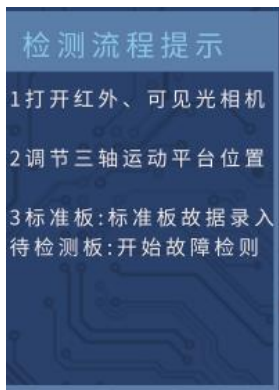 检测流程提示
1打开红外、可见光相机
2调节三轴运动平台位置
3标准板:标准板故据录入
待检测板:开始故障检则